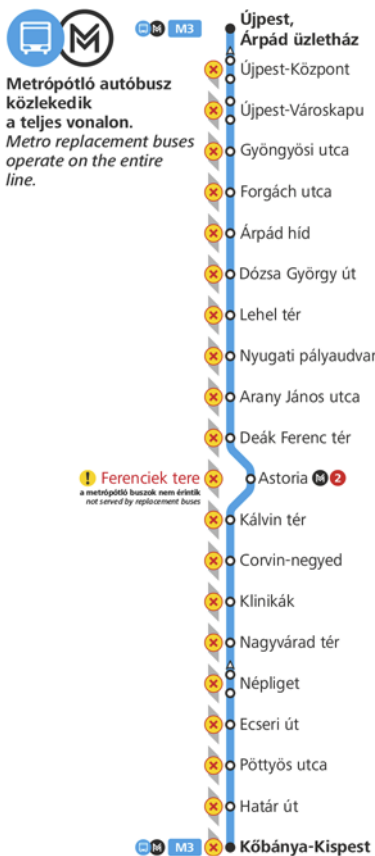 M3
Újpest,
Árpád üzletház
Metrópótló autóbusz
közlekedik
a teljes vonalon.
Metro replacement buses
operate on the entire
line.
Újpest-Központ
Újpest-Városkapu
Gyöngyösi utca
Forgách utca
Árpád híd
Dózsa György út
Lehel tér
Nyugati pályaudvar
Arany János utca
Deák Ferenc tér
! Ferenciek tere
a metrópótló buszok nem érintik
not served by replacement buses
Astoria M 2
Kálvin tér
Corvin-negyed
Klinikák
Nagyvárad tér
Népliget
Ecseri út
Pöttyös utca
Határ út
M3 Kőbánya-Kispest